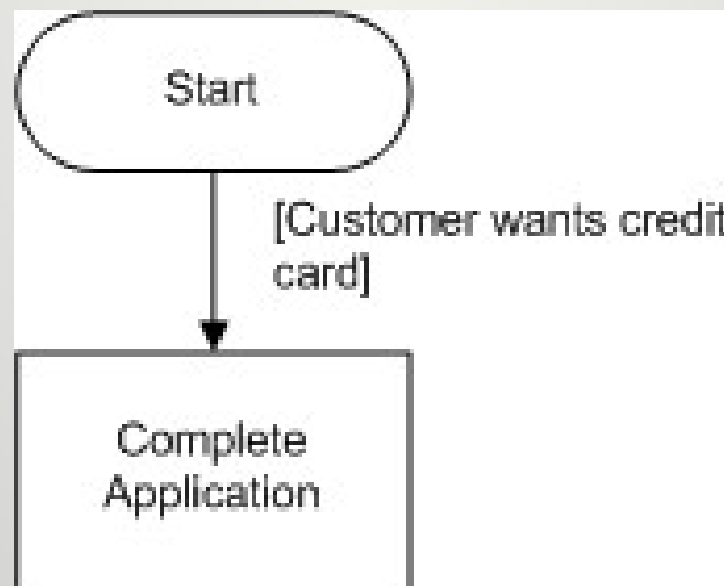 Start
[Customer wants credit
card]
Complete
Application